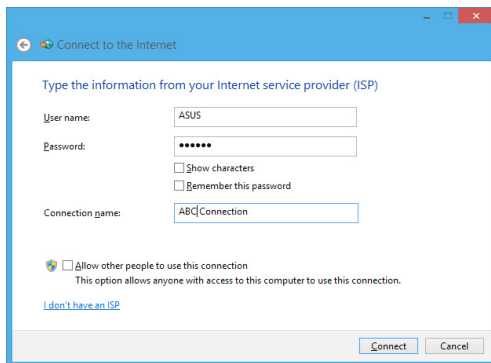 Connect to the Internet
Type the information from your Internet service provider (ISP)
User name: ASUS
Password: ••••••
Show characters
Remember this password
Connection name: ABC Connection
Allow other people to use this connection
This option allows anyone with access to this computer to use this connection.
I don't have an ISP
Connect Cancel